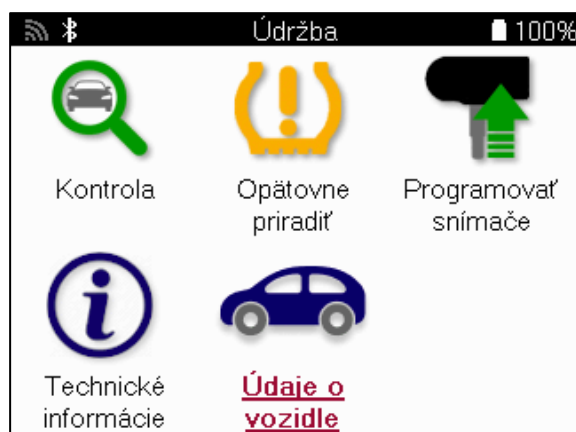 Údržba 100%
Kontrola
Opätovne
priradiť
Programovať
snímače
Technické
informácie
Údaje o
vozidle